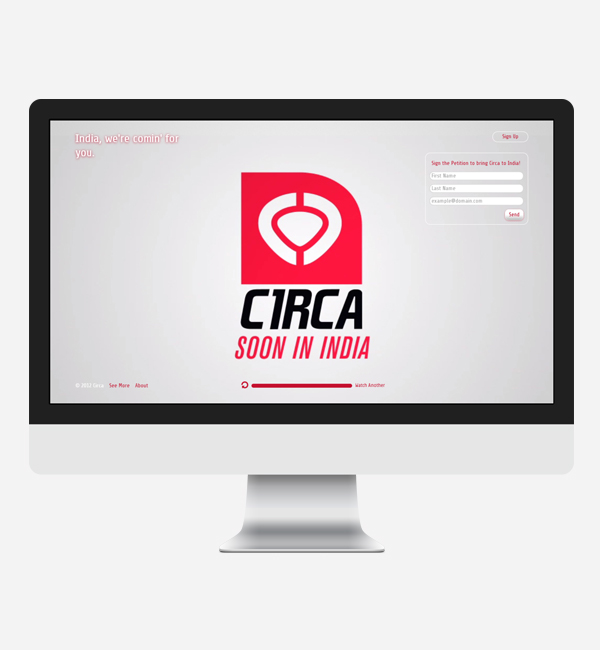 India, we're comin' for
you.
Sign Up
Sign the Petition to bring Circa to India!
First Name
Last Name
example@domain.com
Send
C1RCA
SOON IN INDIA
© 2012 Circa See More About
Watch Another